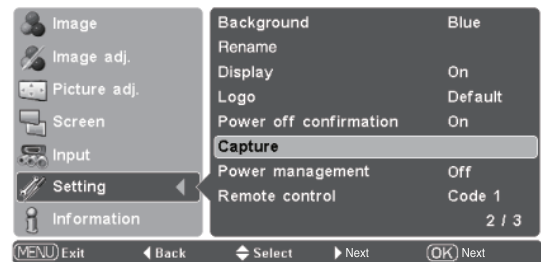 Image
Image adj.
Picture adj.
Screen
Input
Setting
Information
Background Blue
Rename
Display On
Logo Default
Power off confirmation On
Capture
Power management Off
Remote control Code 1
2 / 3
MENU Exit Back Select Next OK Next